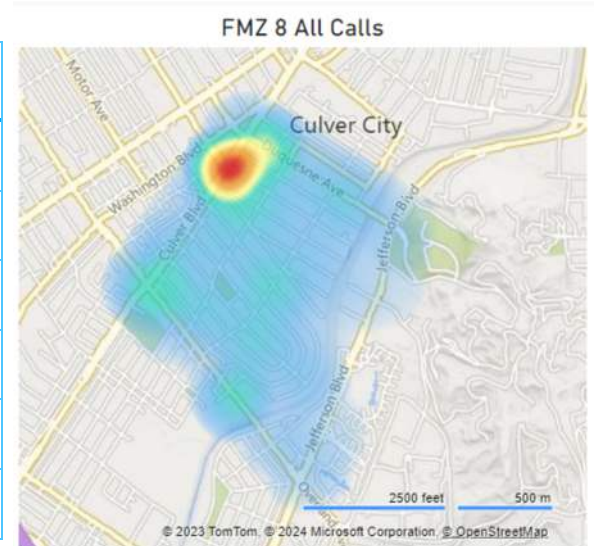 FMZ 8 All Calls
Motor Ave
Culver City
Washington Blvd
Duquesne Ave
Culver Blvd
Jefferson Blvd
Jefferson Blvd
Overland
2500 feet
500 m
© 2023 TomTom, © 2024 Microsoft Corporation, © OpenStreetMap